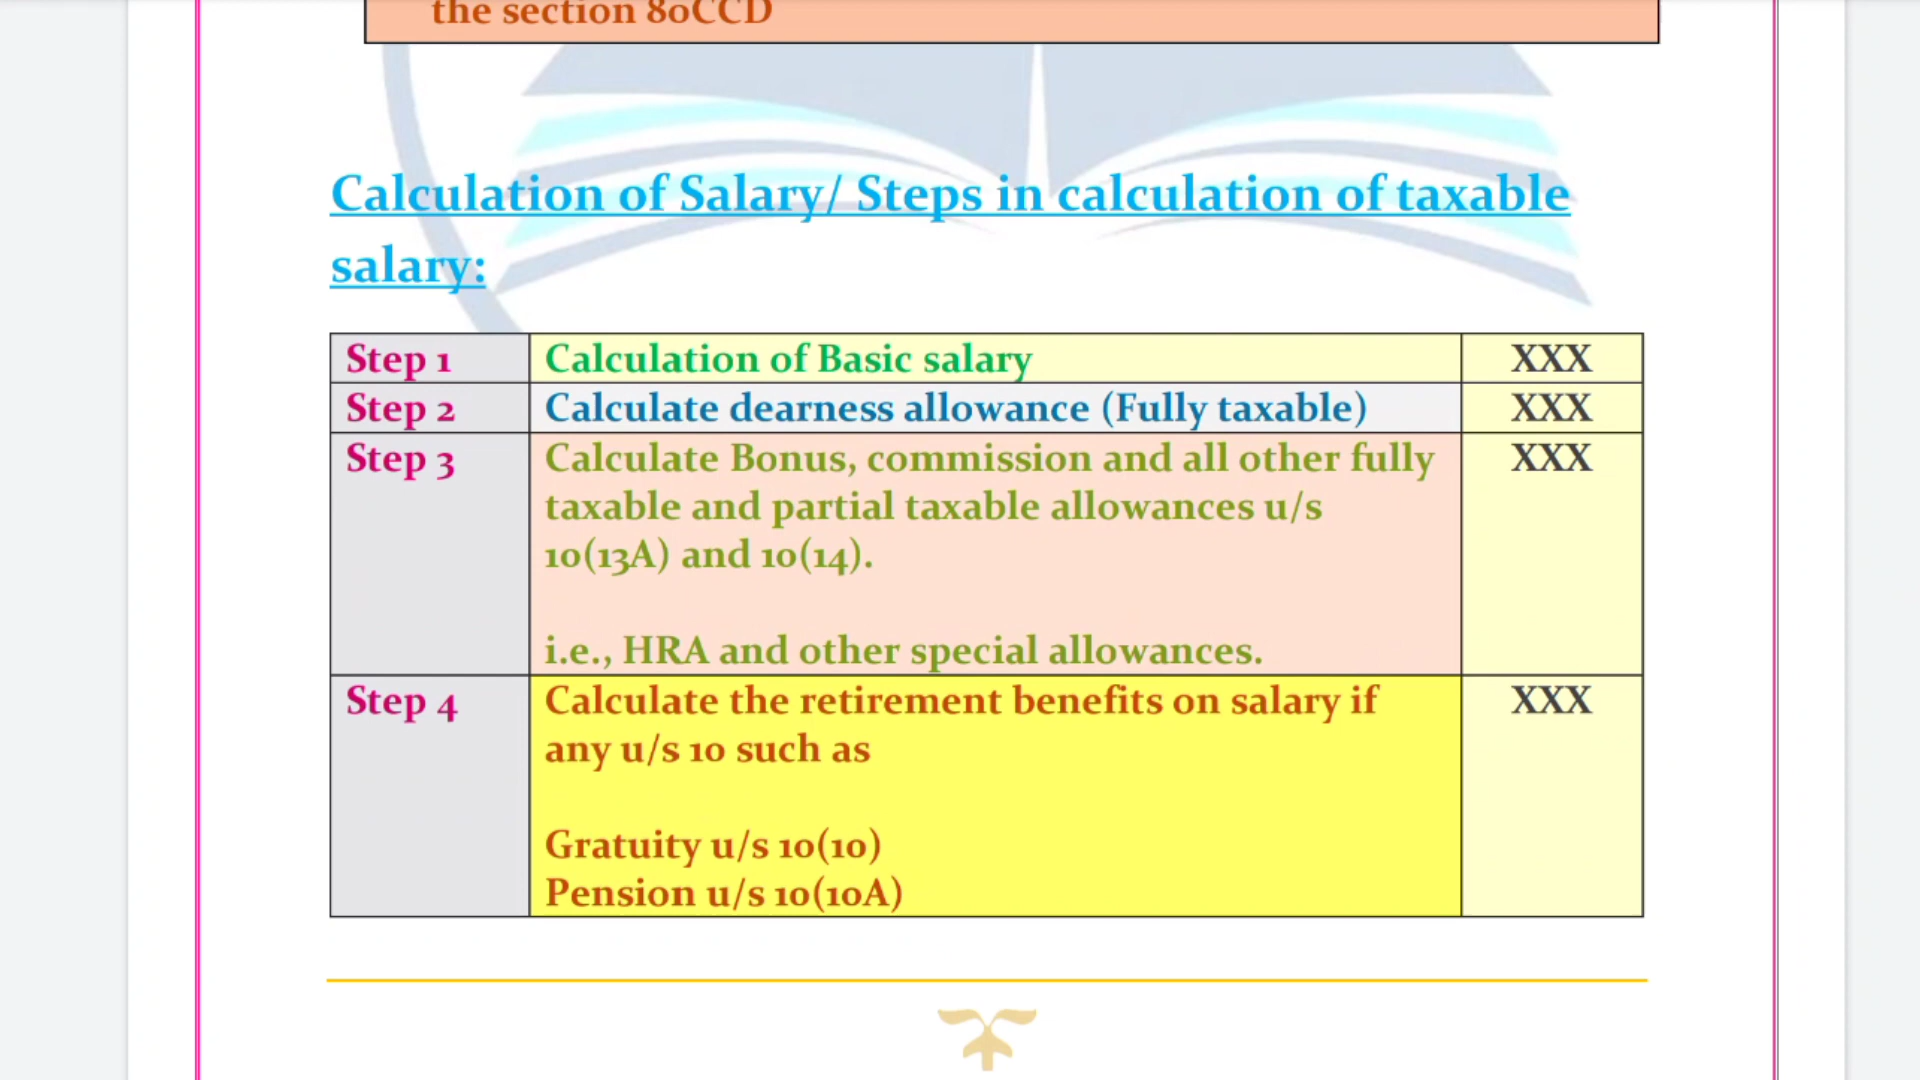 the section 80CCD
Calculation of Salary/ Steps in calculation of taxable
salary:
Step 1 Calculation of Basic salary XXX
Step 2 Calculate dearness allowance (Fully taxable) XXX
Step 3 Calculate Bonus, commission and all other fully XXX
taxable and partial taxable allowances u/s
10(13A) and 10(14).
i.e., HRA and other special allowances.
Step 4 Calculate the retirement benefits on salary if XXX
any u/s 10 such as
Gratuity u/s 10(10)
Pension u/s 10(10A)